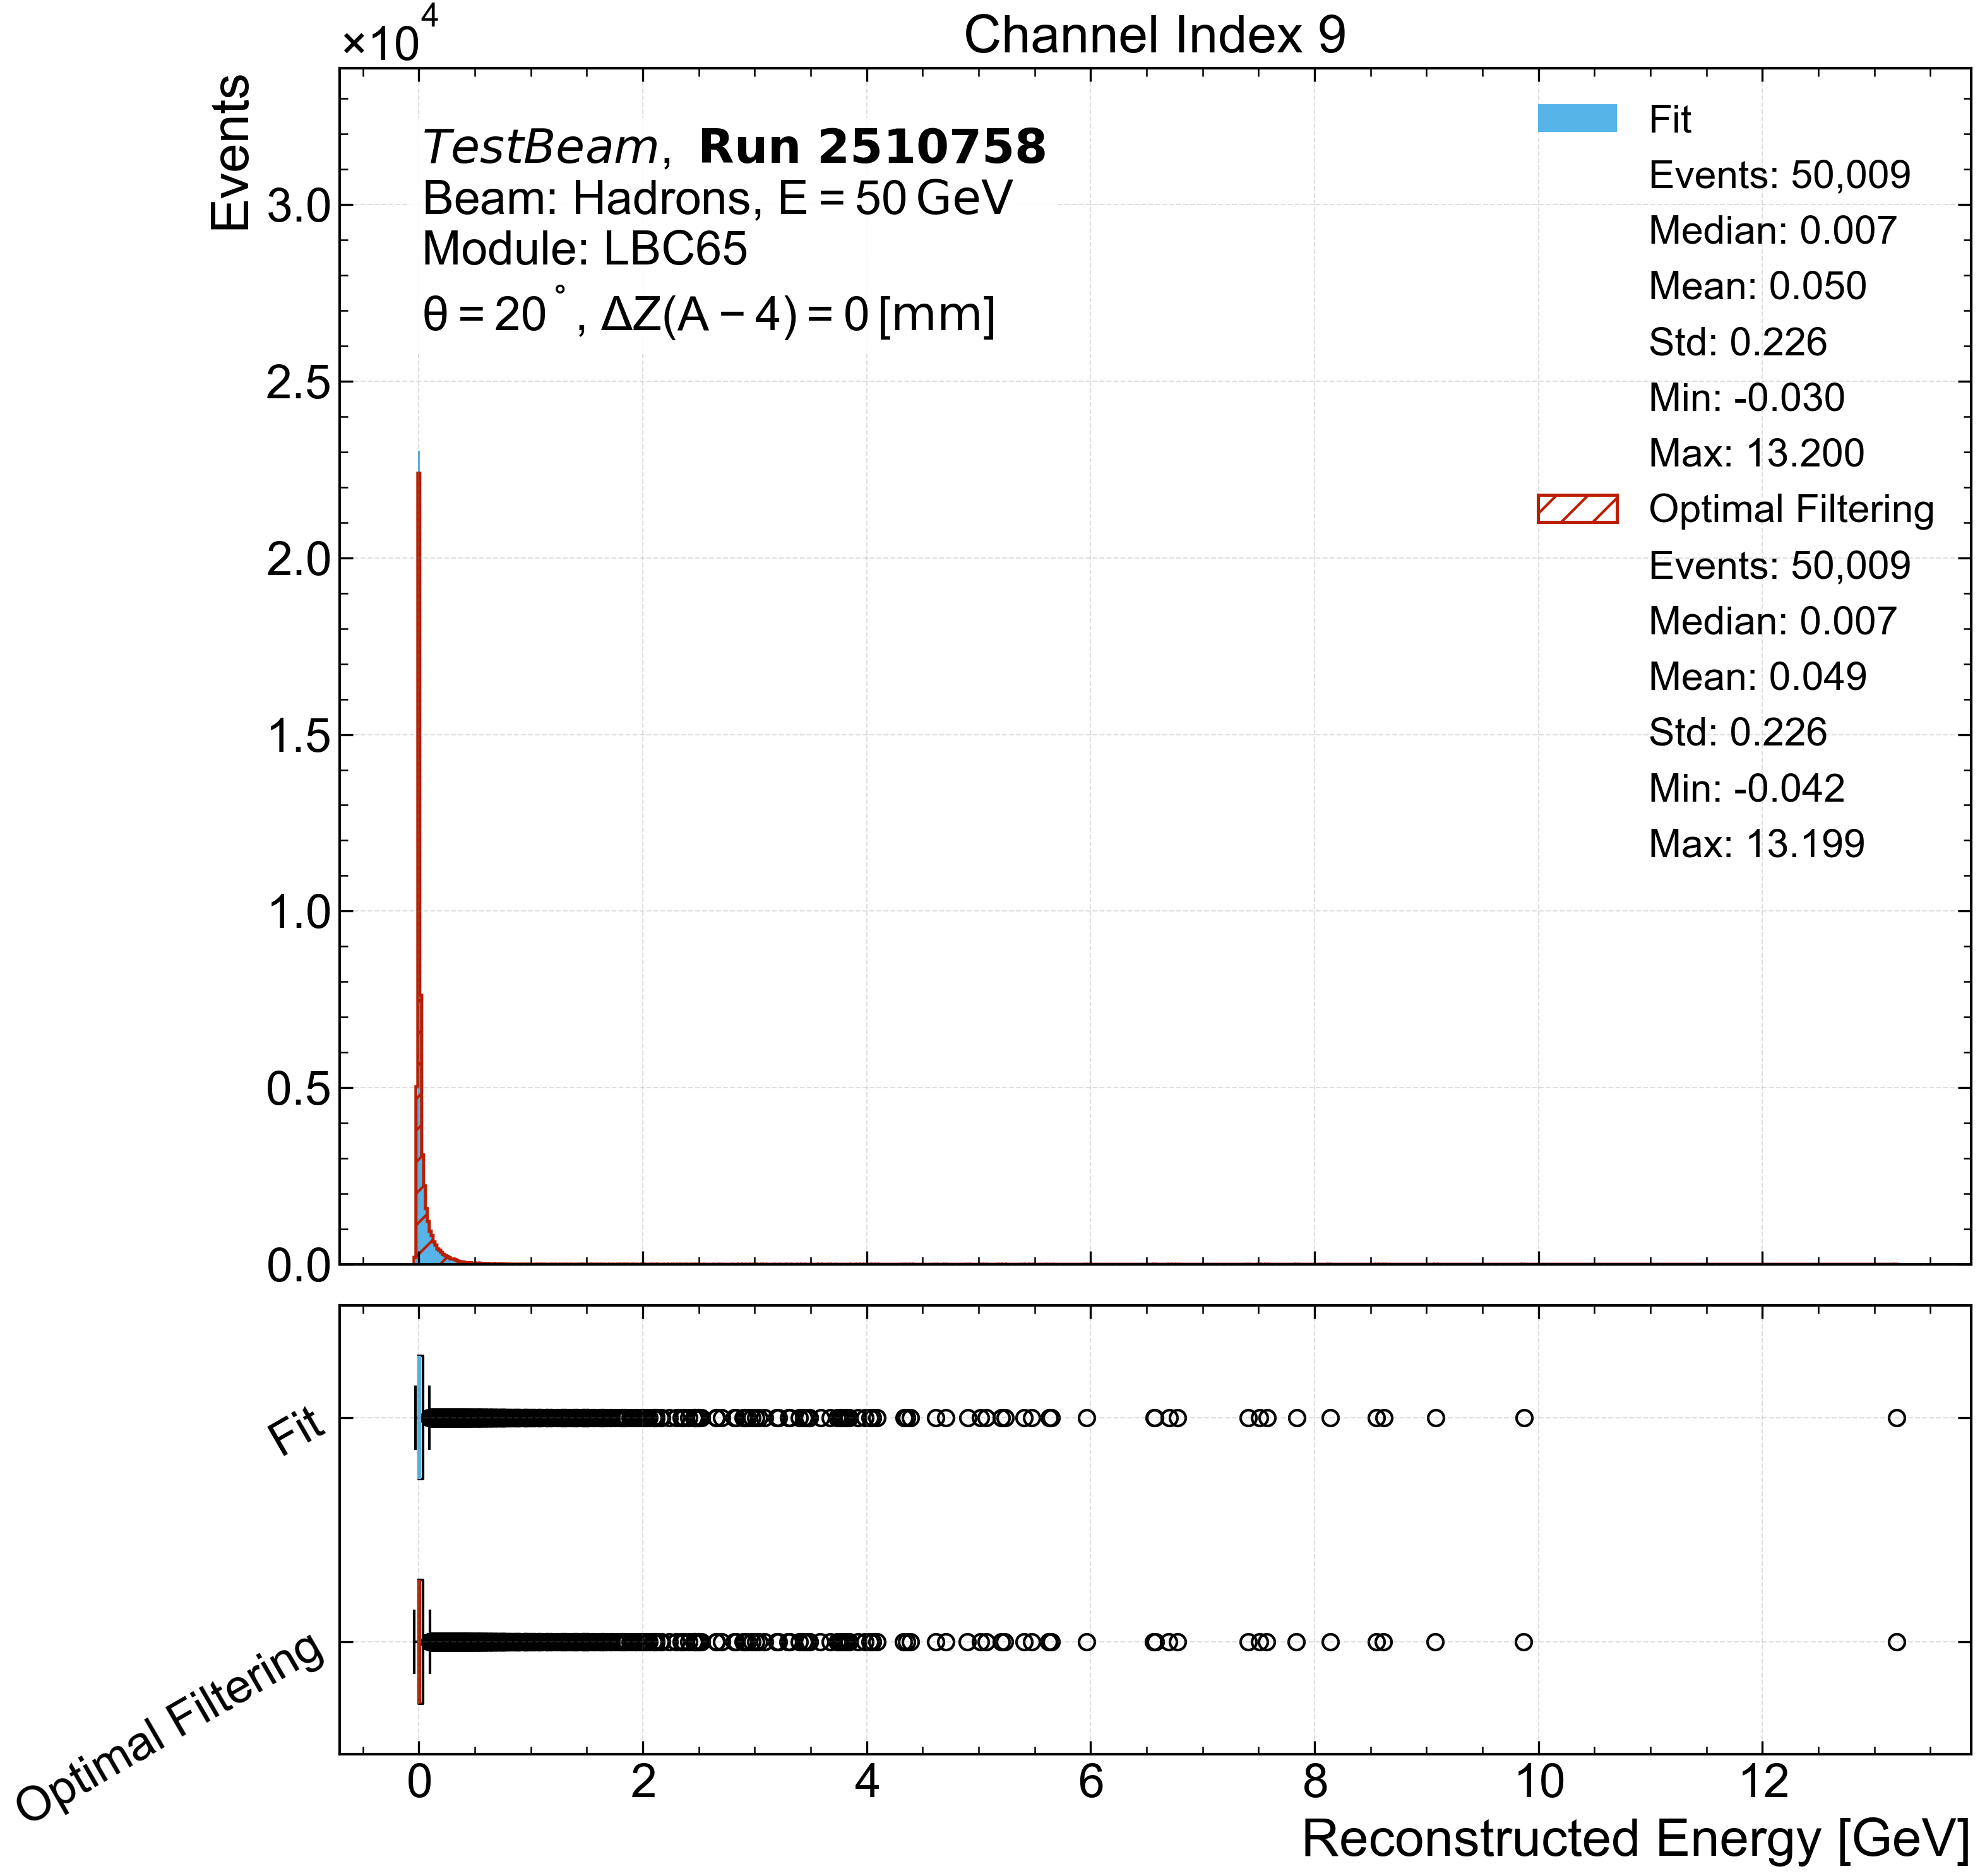 Channel Index 9
×10^4
Events
TestBeam, Run 2510758
Beam: Hadrons, E = 50 GeV
Module: LBC65
θ = 20°, ΔZ(A − 4) = 0 [mm]
Fit
Events: 50,009
Median: 0.007
Mean: 0.050
Std: 0.226
Min: -0.030
Max: 13.200
Optimal Filtering
Events: 50,009
Median: 0.007
Mean: 0.049
Std: 0.226
Min: -0.042
Max: 13.199
3.0
2.5
2.0
1.5
1.0
0.5
0.0
Fit
Optimal Filtering
0 2 4 6 8 10 12
Reconstructed Energy [GeV]